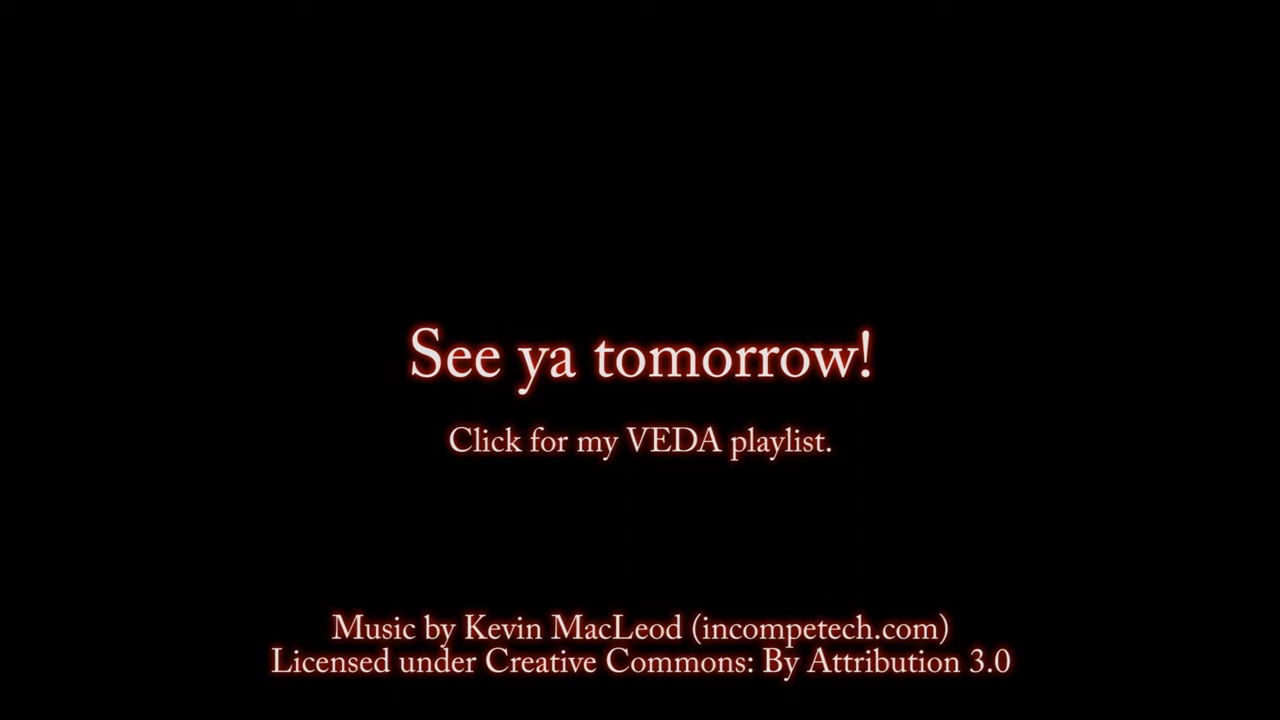 See ya tomorrow!
Click for my VEDA playlist.
Music by Kevin MacLeod (incompetech.com)
Licensed under Creative Commons: By Attribution 3.0